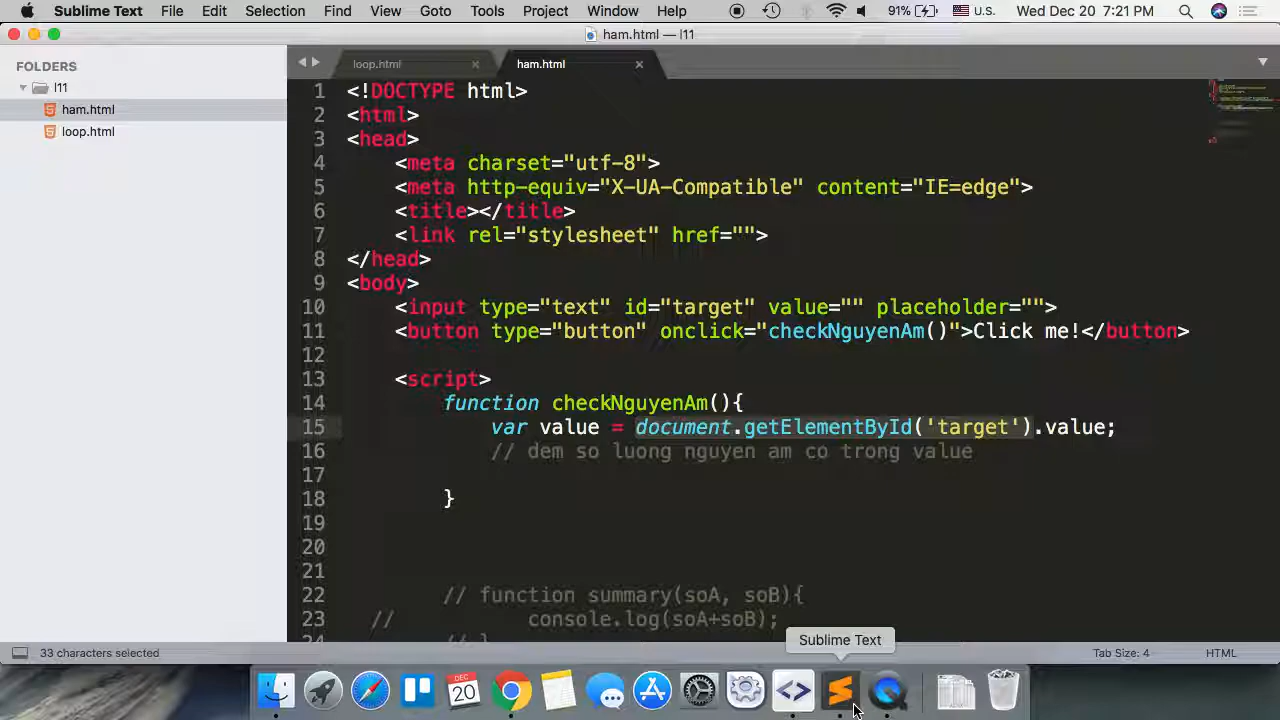 Sublime Text File Edit Selection Find View Goto Tools Project Window Help 91% U.S. Wed Dec 20 7:21 PM
ham.html — l11
FOLDERS
l11
ham.html
loop.html
loop.html ham.html
1 <!DOCTYPE html>
2 <html>
3 <head>
4 <meta charset="utf-8">
5 <meta http-equiv="X-UA-Compatible" content="IE=edge">
6 <title></title>
7 <link rel="stylesheet" href="">
8 </head>
9 <body>
10 <input type="text" id="target" value="" placeholder="">
11 <button type="button" onclick="checkNguyenAm()">Click me!</button>
12
13 <script>
14 function checkNguyenAm(){
15 var value = document.getElementById('target').value;
16 // dem so luong nguyen am co trong value
17
18 }
19
20
21
22 // function summary(soA, soB){
23 // console.log(soA+soB);
24 // }
Sublime Text
33 characters selected Tab Size: 4 HTML
DEC
20